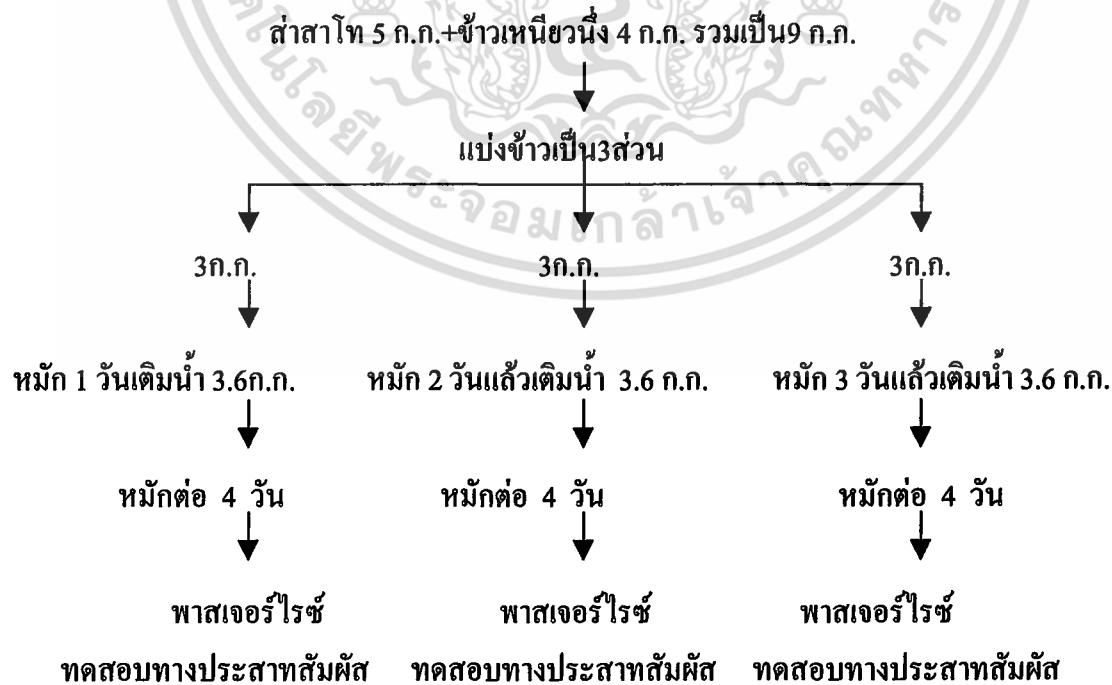 ส่าสาโท 5 ก.ก.+ข้าวเหนียวนึ่ง 4 ก.ก. รวมเป็น9 ก.ก.
แบ่งข้าวเป็น3ส่วน
3ก.ก. 3ก.ก. 3ก.ก.
หมัก 1 วันเติมน้ำ 3.6ก.ก. หมัก 2 วันแล้วเติมน้ำ 3.6 ก.ก. หมัก 3 วันแล้วเติมน้ำ 3.6 ก.ก.
หมักต่อ 4 วัน หมักต่อ 4 วัน หมักต่อ 4 วัน
พาสเจอร์ไรซ์ พาสเจอร์ไรซ์ พาสเจอร์ไรซ์
ทดสอบทางประสาทสัมผัส ทดสอบทางประสาทสัมผัส ทดสอบทางประสาทสัมผัส